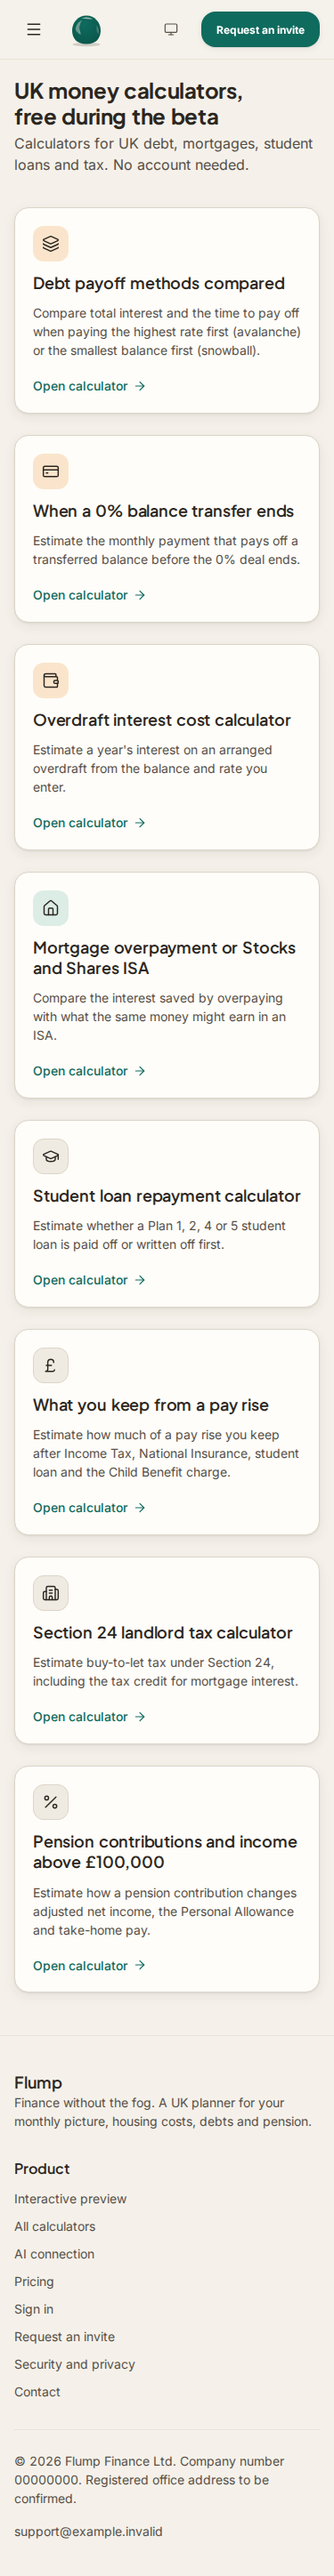 Request an invite
UK money calculators,
free during the beta
Calculators for UK debt, mortgages, student
loans and tax. No account needed.
Debt payoff methods compared
Compare total interest and the time to pay off
when paying the highest rate first (avalanche)
or the smallest balance first (snowball).
Open calculator →
When a 0% balance transfer ends
Estimate the monthly payment that pays off a
transferred balance before the 0% deal ends.
Open calculator →
Overdraft interest cost calculator
Estimate a year's interest on an arranged
overdraft from the balance and rate you
enter.
Open calculator →
Mortgage overpayment or Stocks
and Shares ISA
Compare the interest saved by overpaying
with what the same money might earn in an
ISA.
Open calculator →
Student loan repayment calculator
Estimate whether a Plan 1, 2, 4 or 5 student
loan is paid off or written off first.
Open calculator →
£
What you keep from a pay rise
Estimate how much of a pay rise you keep
after Income Tax, National Insurance, student
loan and the Child Benefit charge.
Open calculator →
Section 24 landlord tax calculator
Estimate buy-to-let tax under Section 24,
including the tax credit for mortgage interest.
Open calculator →
%
Pension contributions and income
above £100,000
Estimate how a pension contribution changes
adjusted net income, the Personal Allowance
and take-home pay.
Open calculator →
Flump
Finance without the fog. A UK planner for your
monthly picture, housing costs, debts and pension.
Product
Interactive preview
All calculators
AI connection
Pricing
Sign in
Request an invite
Security and privacy
Contact
© 2026 Flump Finance Ltd. Company number
00000000. Registered office address to be
confirmed.
support@example.invalid